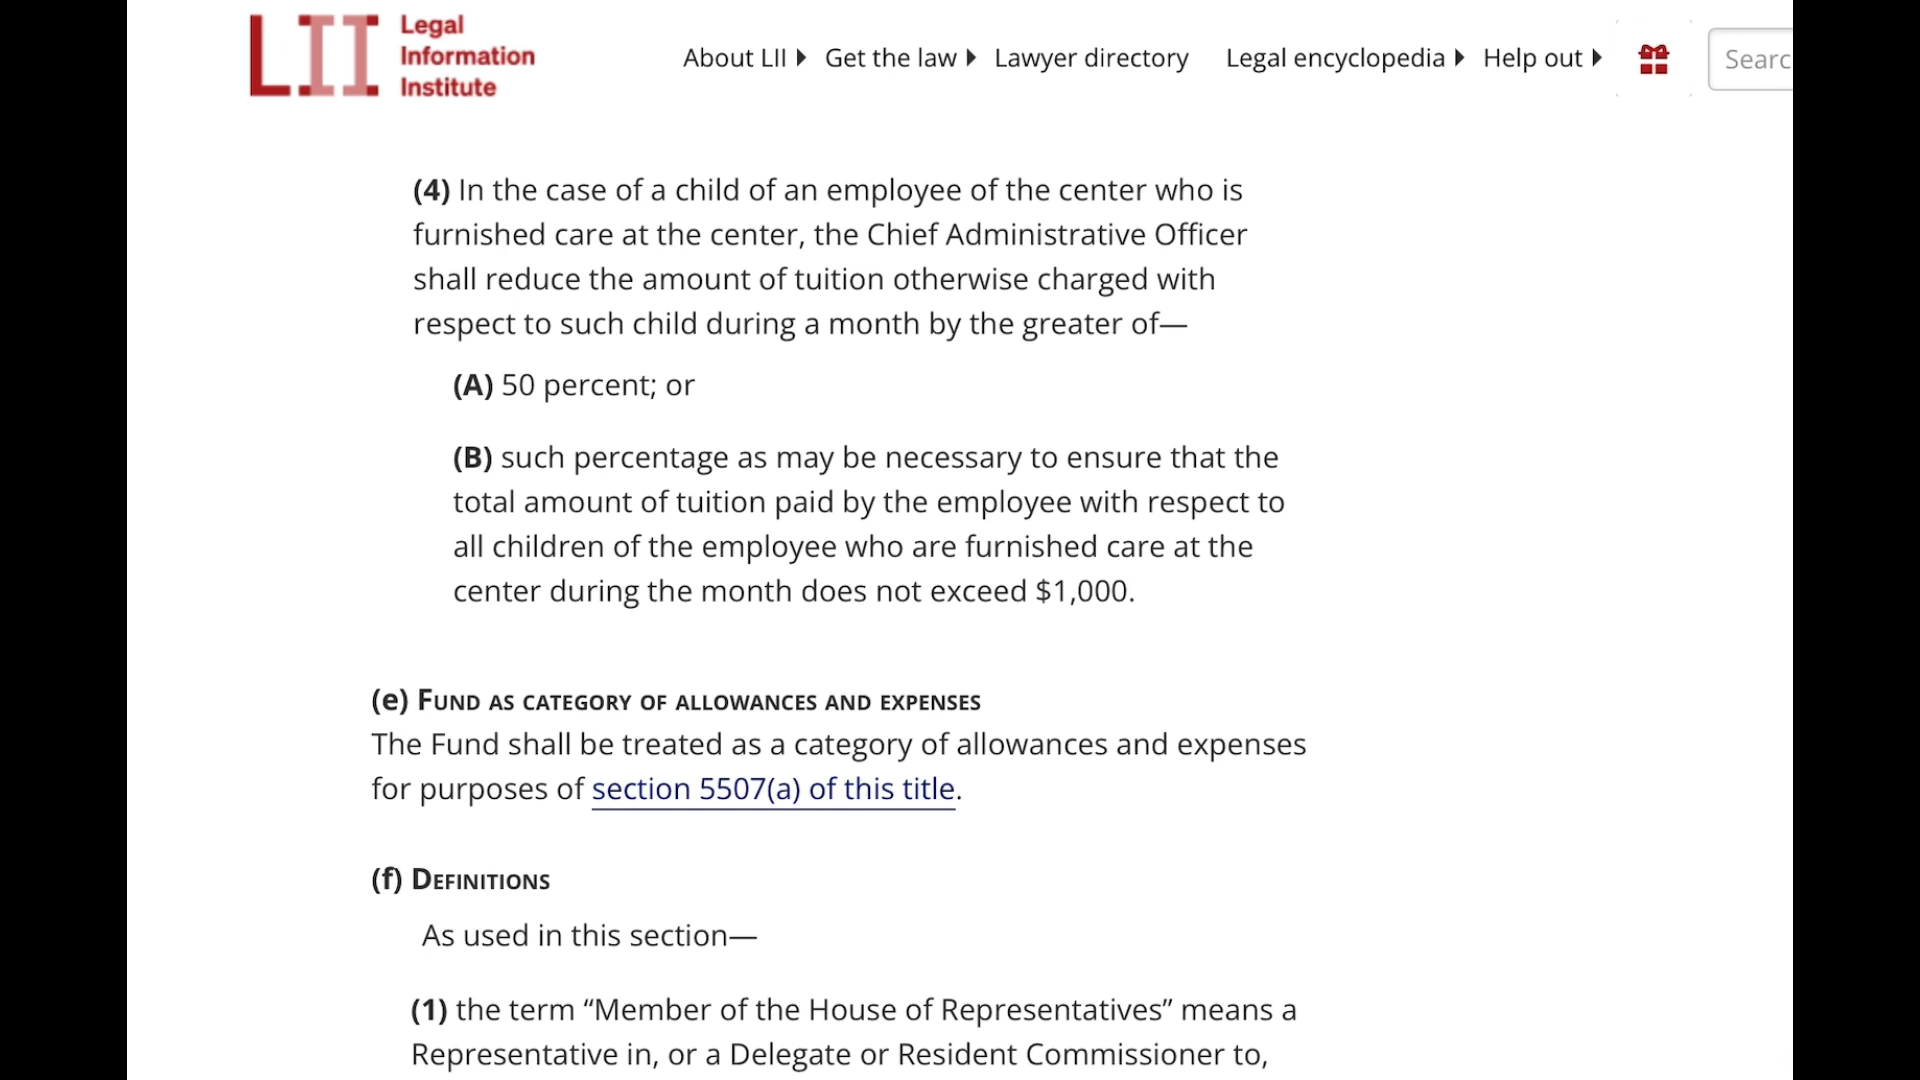 LII Legal
Information
Institute
About LII Get the law Lawyer directory Legal encyclopedia Help out Searc
(4) In the case of a child of an employee of the center who is
furnished care at the center, the Chief Administrative Officer
shall reduce the amount of tuition otherwise charged with
respect to such child during a month by the greater of—
(A) 50 percent; or
(B) such percentage as may be necessary to ensure that the
total amount of tuition paid by the employee with respect to
all children of the employee who are furnished care at the
center during the month does not exceed $1,000.
(e) FUND AS CATEGORY OF ALLOWANCES AND EXPENSES
The Fund shall be treated as a category of allowances and expenses
for purposes of section 5507(a) of this title.
(f) DEFINITIONS
As used in this section—
(1) the term “Member of the House of Representatives” means a
Representative in, or a Delegate or Resident Commissioner to,